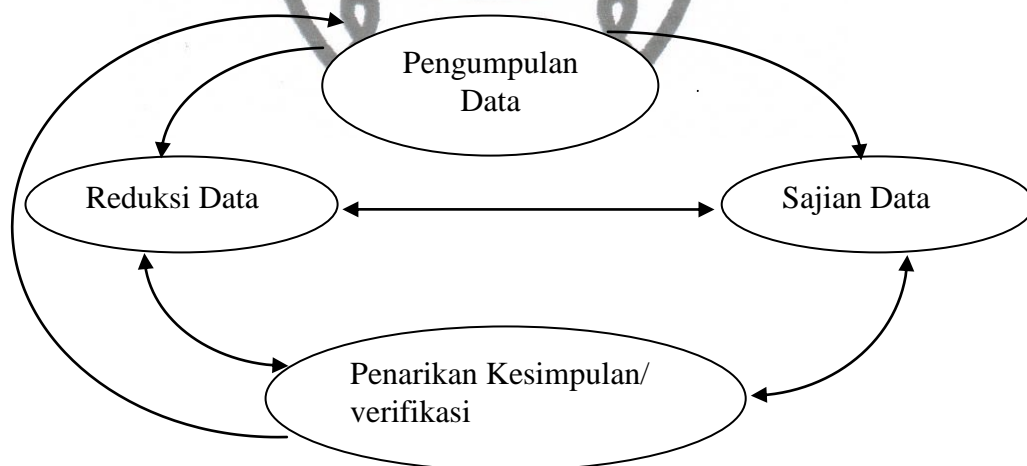 Pengumpulan
Data
Reduksi Data
Sajian Data
Penarikan Kesimpulan/
verifikasi